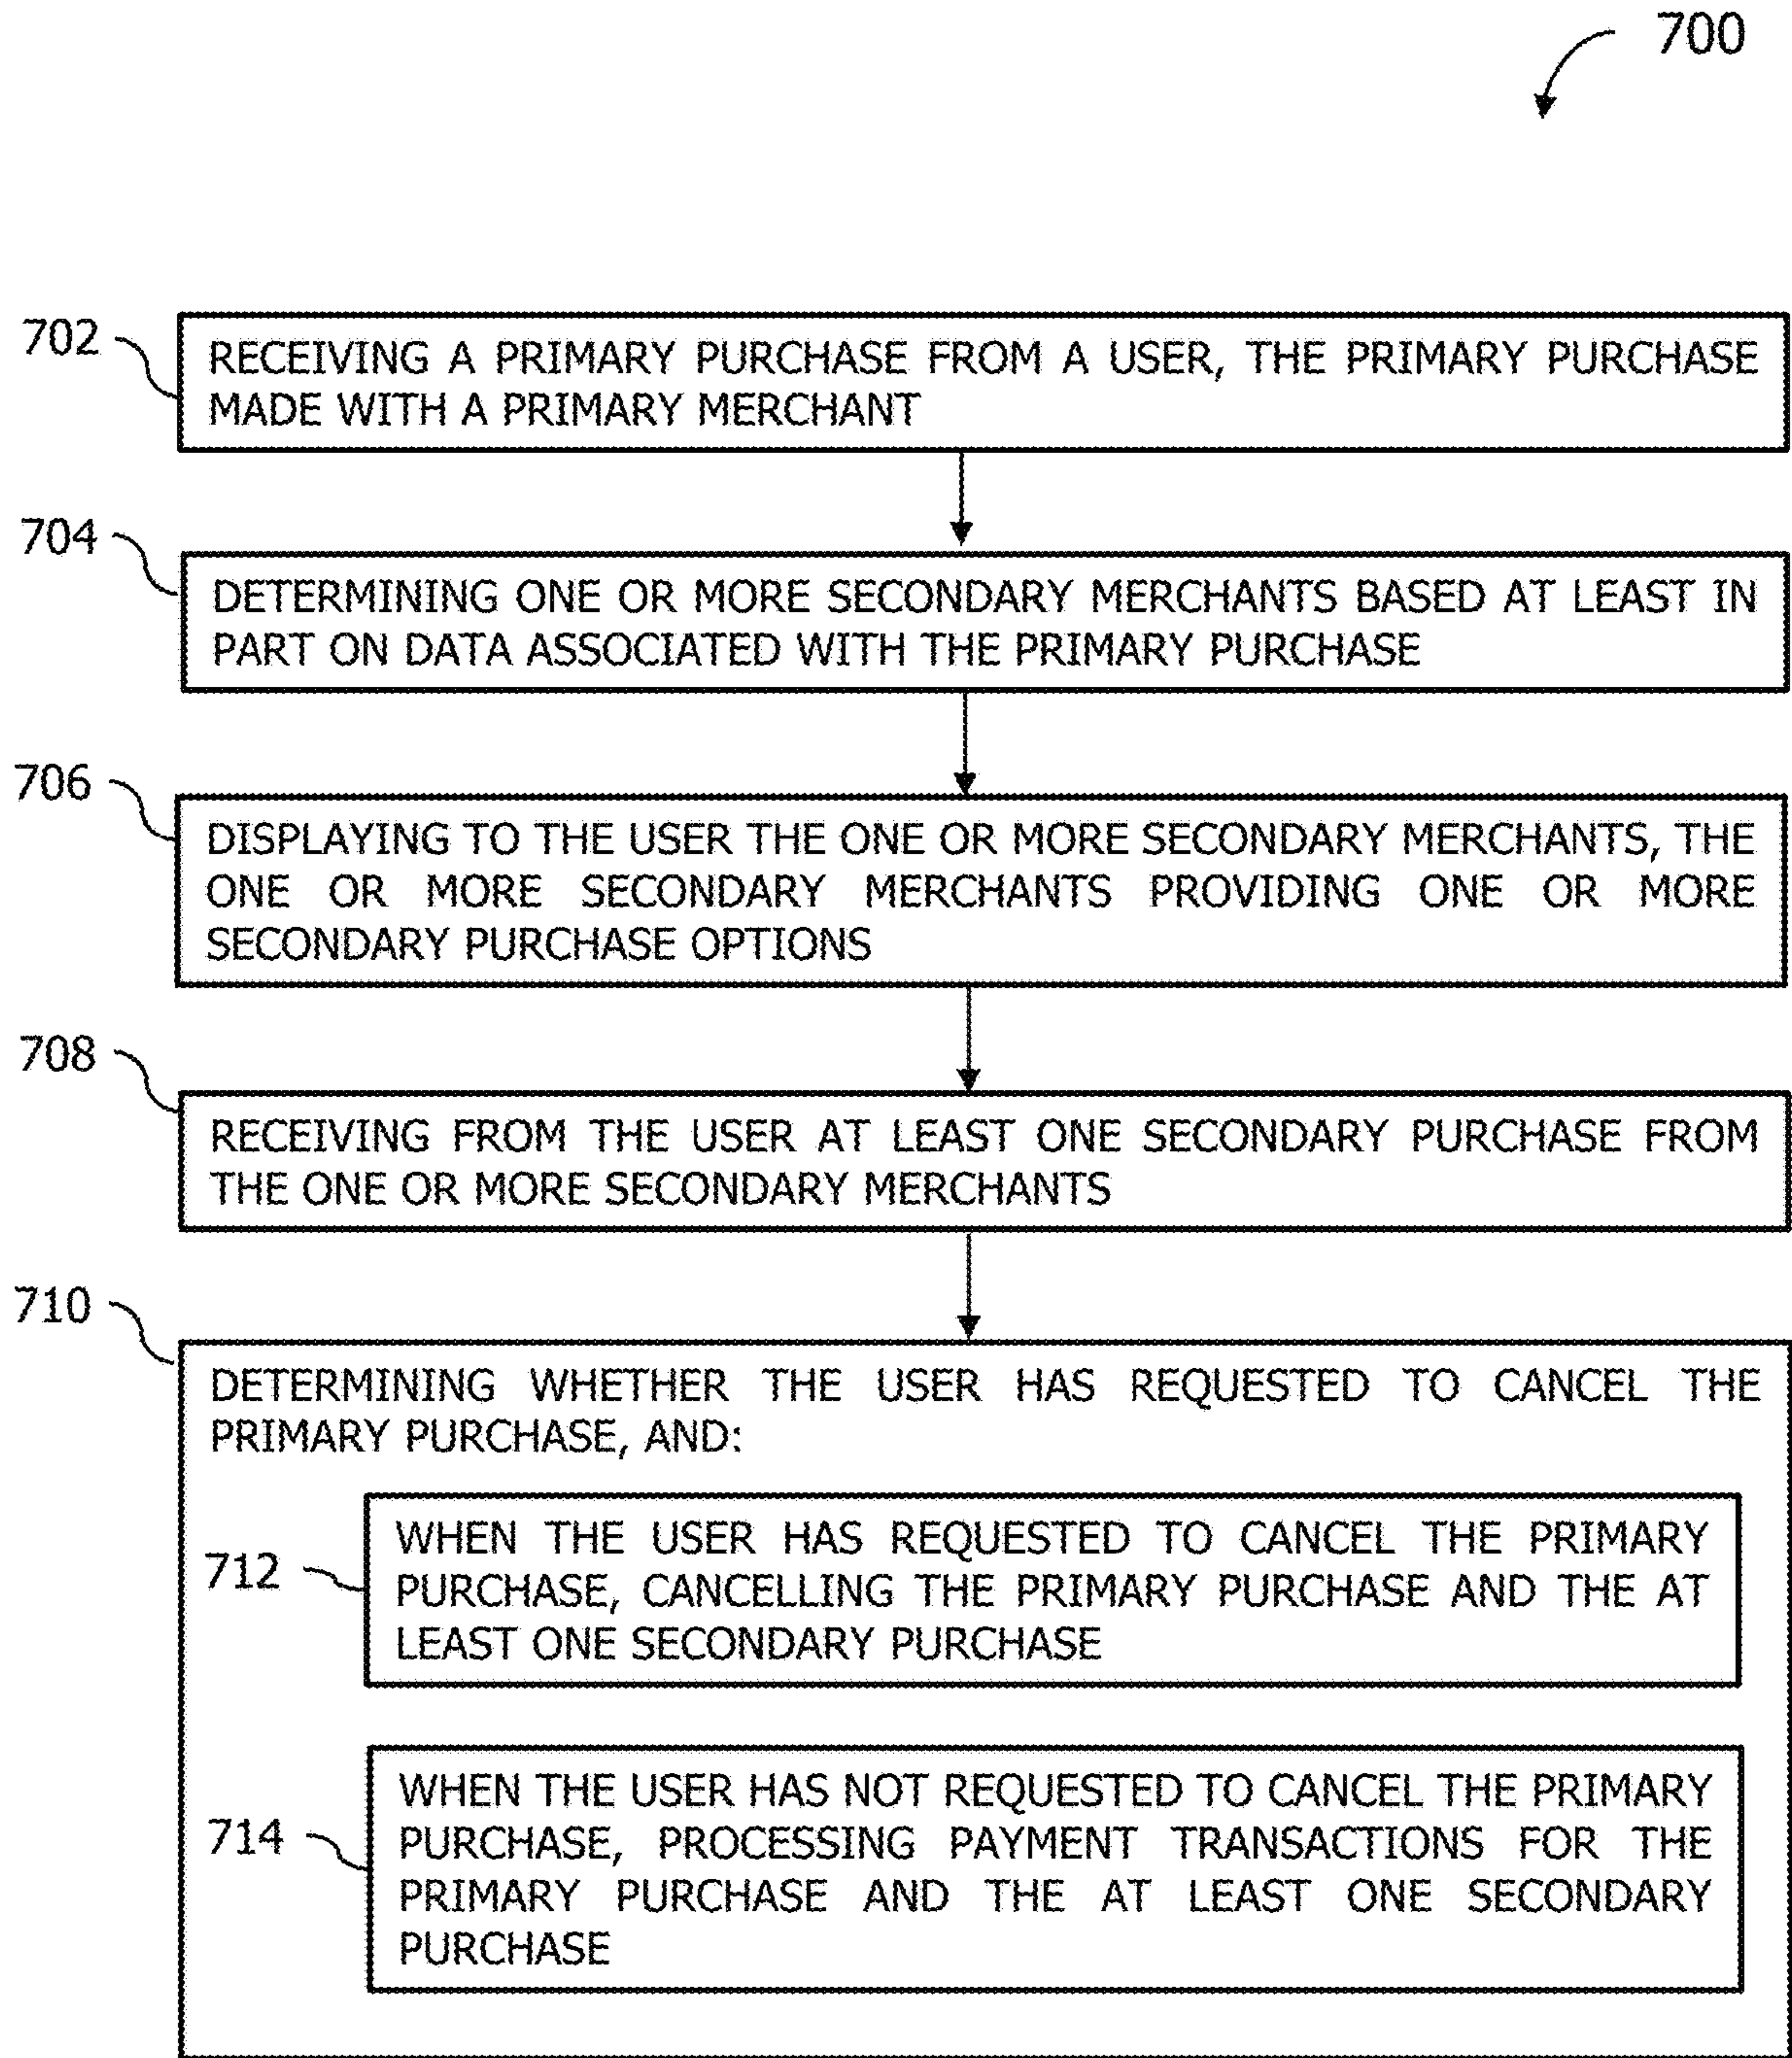 700
702
RECEIVING A PRIMARY PURCHASE FROM A USER, THE PRIMARY PURCHASE
MADE WITH A PRIMARY MERCHANT
704
DETERMINING ONE OR MORE SECONDARY MERCHANTS BASED AT LEAST IN
PART ON DATA ASSOCIATED WITH THE PRIMARY PURCHASE
706
DISPLAYING TO THE USER THE ONE OR MORE SECONDARY MERCHANTS, THE
ONE OR MORE SECONDARY MERCHANTS PROVIDING ONE OR MORE
SECONDARY PURCHASE OPTIONS
708
RECEIVING FROM THE USER AT LEAST ONE SECONDARY PURCHASE FROM
THE ONE OR MORE SECONDARY MERCHANTS
710
DETERMINING WHETHER THE USER HAS REQUESTED TO CANCEL THE
PRIMARY PURCHASE, AND:
712
WHEN THE USER HAS REQUESTED TO CANCEL THE PRIMARY
PURCHASE, CANCELLING THE PRIMARY PURCHASE AND THE AT
LEAST ONE SECONDARY PURCHASE
714
WHEN THE USER HAS NOT REQUESTED TO CANCEL THE PRIMARY
PURCHASE, PROCESSING PAYMENT TRANSACTIONS FOR THE
PRIMARY PURCHASE AND THE AT LEAST ONE SECONDARY
PURCHASE